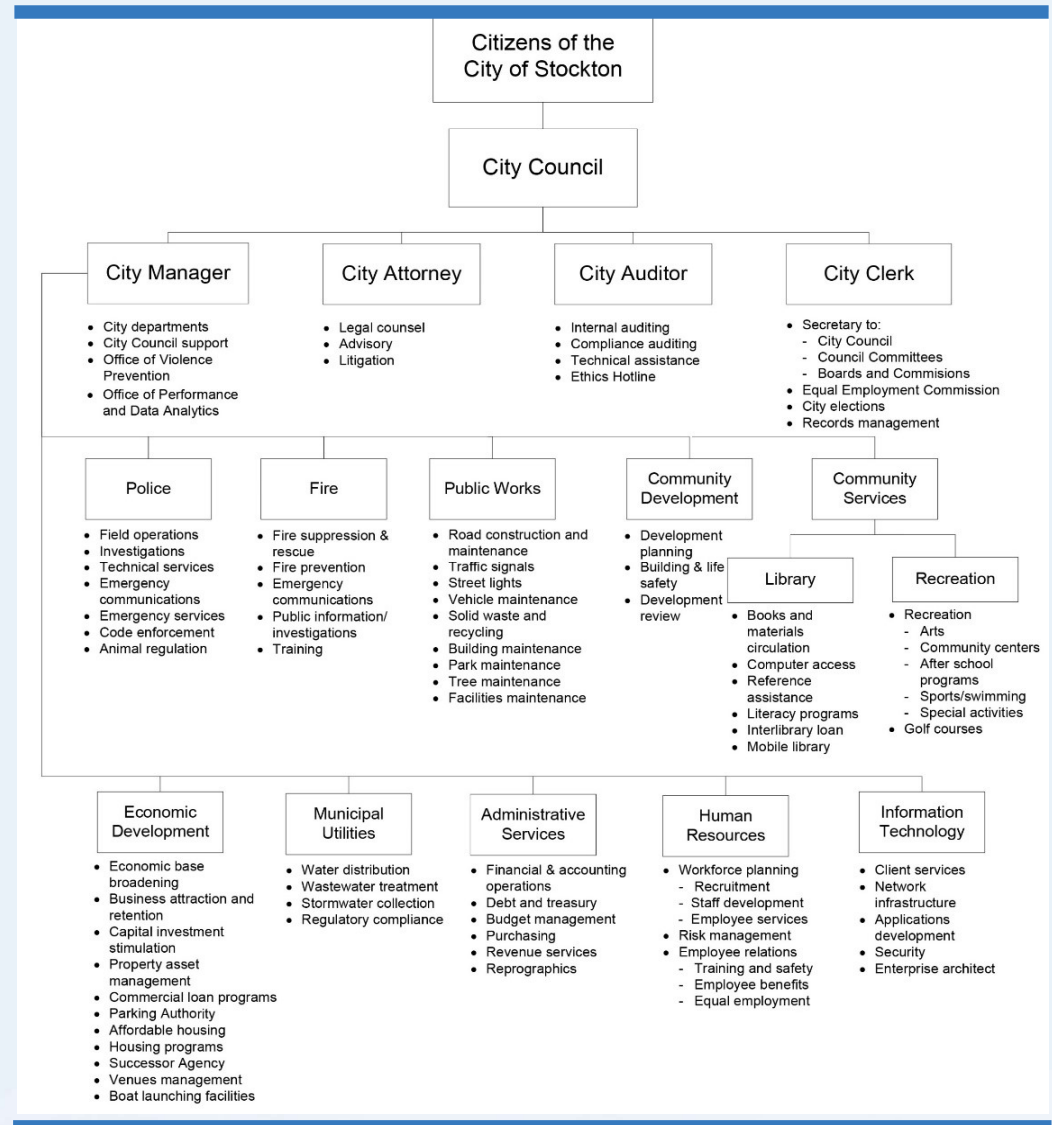 Citizens of the
City of Stockton
City Council
City Manager
• City departments
• City Council support
• Office of Violence
Prevention
• Office of Performance
and Data Analytics
City Attorney
• Legal counsel
• Advisory
• Litigation
City Auditor
• Internal auditing
• Compliance auditing
• Technical assistance
• Ethics Hotline
City Clerk
• Secretary to:
- City Council
- Council Committees
- Boards and Commisions
• Equal Employment Commission
• City elections
• Records management
Police
• Field operations
• Investigations
• Technical services
• Emergency
communications
• Emergency services
• Code enforcement
• Animal regulation
Fire
• Fire suppression &
rescue
• Fire prevention
• Emergency
communications
• Public information/
investigations
• Training
Public Works
• Road construction and
maintenance
• Traffic signals
• Street lights
• Vehicle maintenance
• Solid waste and
recycling
• Building maintenance
• Park maintenance
• Tree maintenance
• Facilities maintenance
Community
Development
• Development
planning
• Building & life
safety
• Development
review
Community
Services
Library
• Books and
materials
circulation
• Computer access
• Reference
assistance
• Literacy programs
• Interlibrary loan
• Mobile library
Recreation
• Recreation
- Arts
- Community centers
- After school
programs
- Sports/swimming
- Special activities
• Golf courses
Economic
Development
• Economic base
broadening
• Business attraction and
retention
• Capital investment
stimulation
• Property asset
management
• Commercial loan programs
• Parking Authority
• Affordable housing
• Housing programs
• Successor Agency
• Venues management
• Boat launching facilities
Municipal
Utilities
• Water distribution
• Wastewater treatment
• Stormwater collection
• Regulatory compliance
Administrative
Services
• Financial & accounting
operations
• Debt and treasury
• Budget management
• Purchasing
• Revenue services
• Reprographics
Human
Resources
• Workforce planning
- Recruitment
- Staff development
- Employee services
• Risk management
• Employee relations
- Training and safety
- Employee benefits
- Equal employment
Information
Technology
• Client services
• Network
infrastructure
• Applications
development
• Security
• Enterprise architect